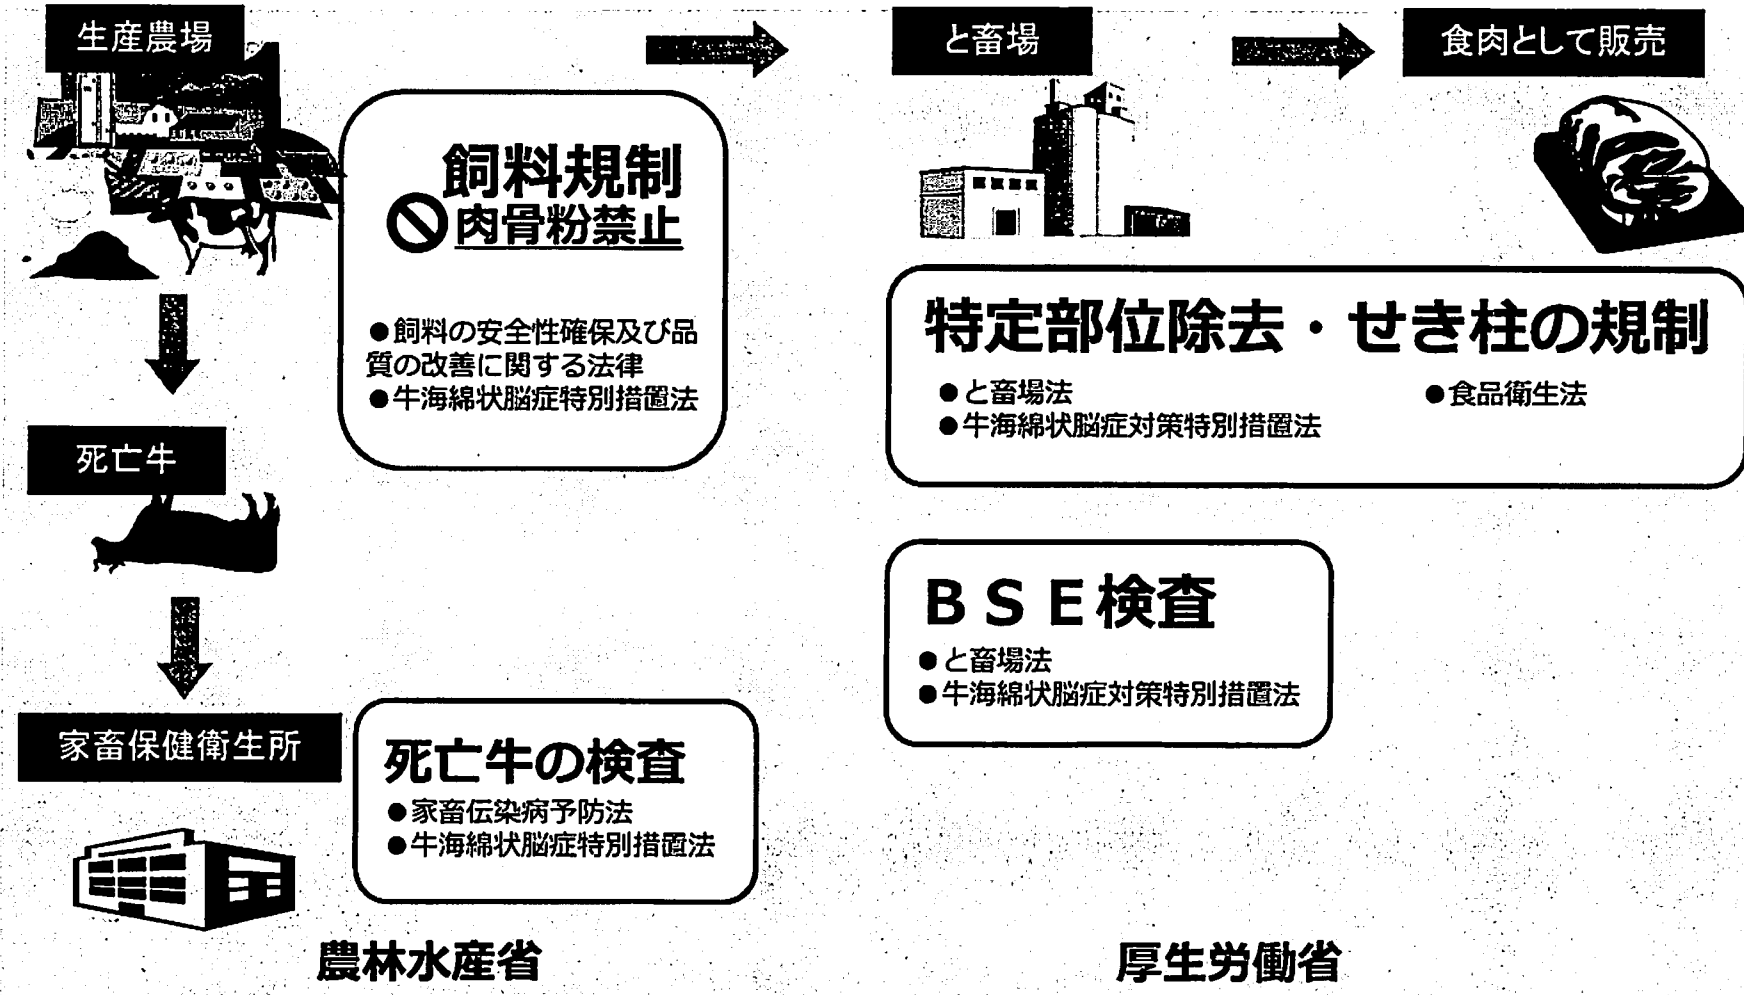 生産農場
と畜場
食肉として販売
飼料規制
肉骨粉禁止
●飼料の安全性確保及び品
質の改善に関する法律
●牛海綿状脳症特別措置法
特定部位除去・せき柱の規制
●と畜場法
●食品衛生法
●牛海綿状脳症対策特別措置法
死亡牛
BSE検査
●と畜場法
●牛海綿状脳症対策特別措置法
家畜保健衛生所
死亡牛の検査
●家畜伝染病予防法
●牛海綿状脳症特別措置法
農林水産省
厚生労働省